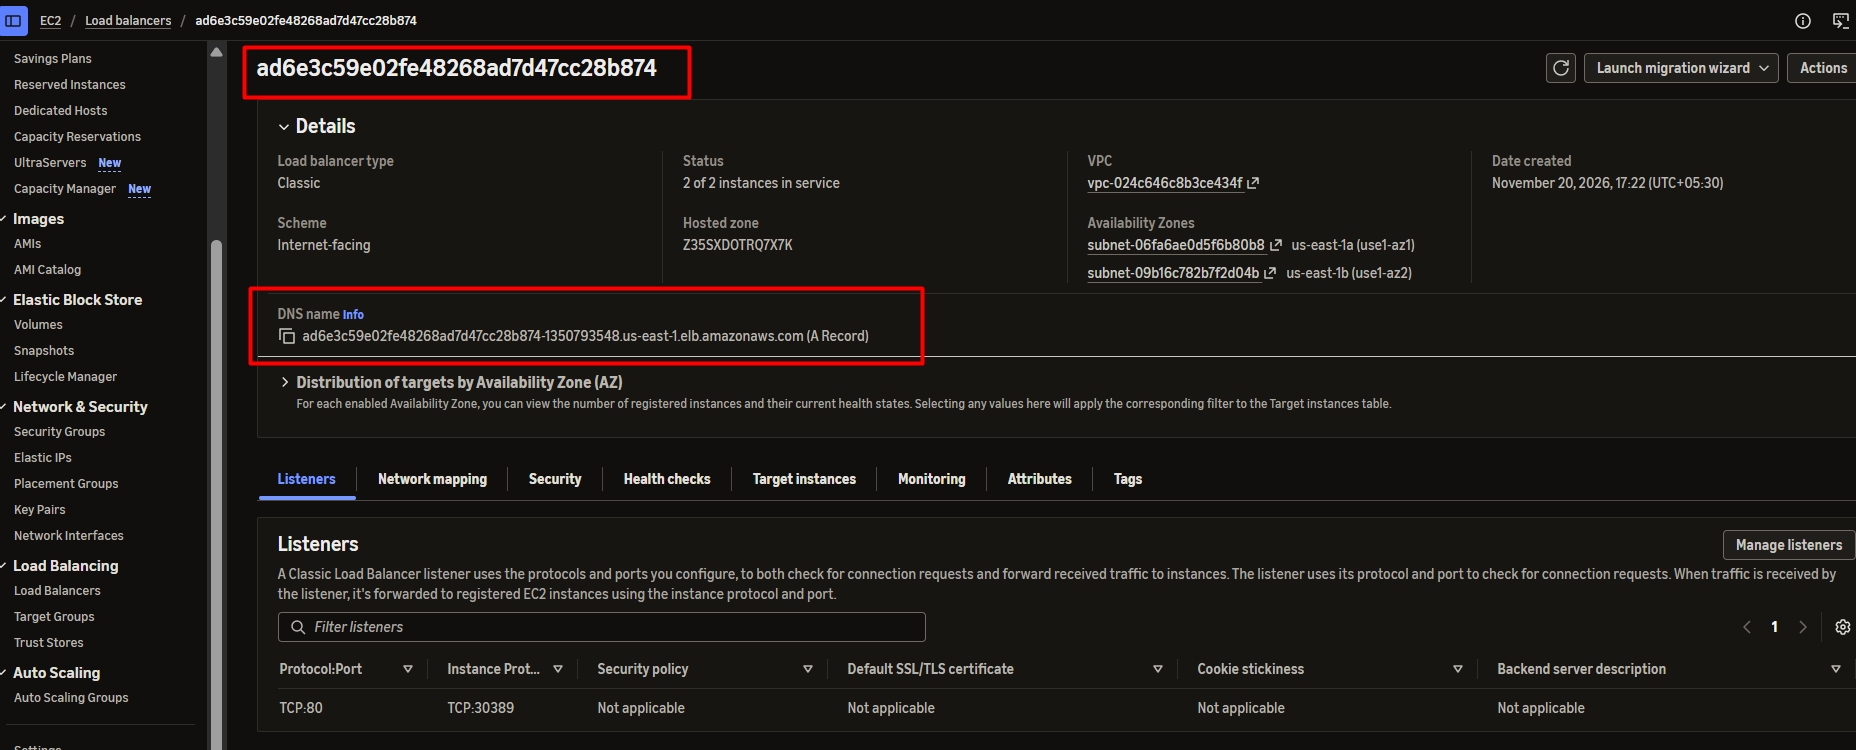 EC2 / Load balancers / ad6e3c59e02fe48268ad7d47cc28b874
Savings Plans
Reserved Instances
Dedicated Hosts
Capacity Reservations
UltraServers New
Capacity Manager New
Images
AMIs
AMI Catalog
Elastic Block Store
Volumes
Snapshots
Lifecycle Manager
Network & Security
Security Groups
Elastic IPs
Placement Groups
Key Pairs
Network Interfaces
Load Balancing
Load Balancers
Target Groups
Trust Stores
Auto Scaling
Auto Scaling Groups
Settings
ad6e3c59e02fe48268ad7d47cc28b874
Launch migration wizard
Actions
Details
Load balancer type
Classic
Status
2 of 2 instances in service
VPC
vpc-024c646c8b3ce434f
Date created
November 20, 2026, 17:22 (UTC+05:30)
Scheme
Internet-facing
Hosted zone
Z35SXDOTRQ7X7K
Availability Zones
subnet-06fa6ae0d5f6b80b8 us-east-1a (use1-az1)
subnet-09b16c782b7f2d04b us-east-1b (use1-az2)
DNS name Info
ad6e3c59e02fe48268ad7d47cc28b874-1350793548.us-east-1.elb.amazonaws.com (A Record)
Distribution of targets by Availability Zone (AZ)
For each enabled Availability Zone, you can view the number of registered instances and their current health states. Selecting any values here will apply the corresponding filter to the Target instances table.
Listeners
Network mapping
Security
Health checks
Target instances
Monitoring
Attributes
Tags
Listeners
Manage listeners
A Classic Load Balancer listener uses the protocols and ports you configure, to both check for connection requests and forward received traffic to instances. The listener uses its protocol and port to check for connection requests. When traffic is received by
the listener, it's forwarded to registered EC2 instances using the instance protocol and port.
Filter listeners
1
Protocol:Port Instance Prot... Security policy Default SSL/TLS certificate Cookie stickiness Backend server description
TCP:80 TCP:30389 Not applicable Not applicable Not applicable Not applicable